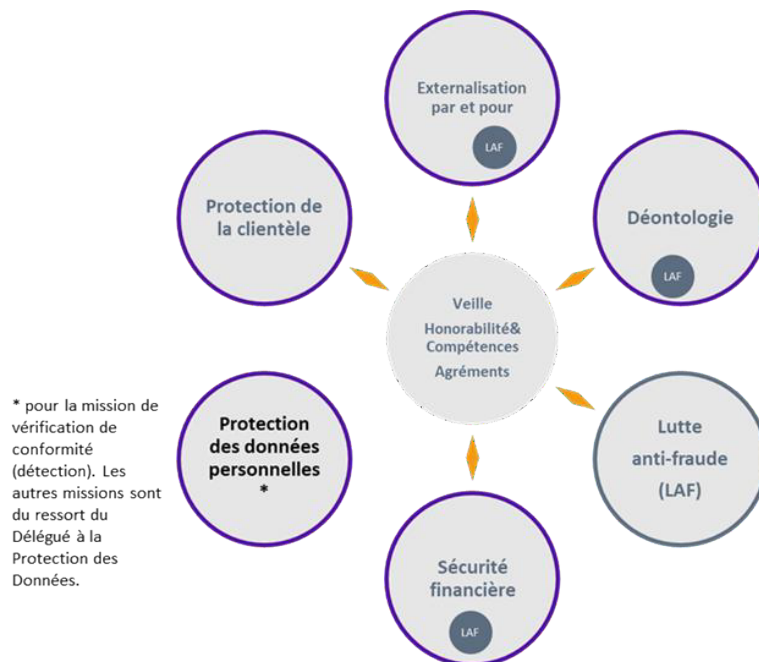 Externalisation
par et pour
LAF
Protection de
la clientèle
Déontologie
LAF
Veille
Honorabilité&
Compétences
Agréments
* pour la mission de
vérification de
conformité
(détection). Les
autres missions sont
du ressort du
Délégué à la
Protection des
Données.
Protection
des données
personnelles
*
Lutte
anti-fraude
(LAF)
Sécurité
financière
LAF